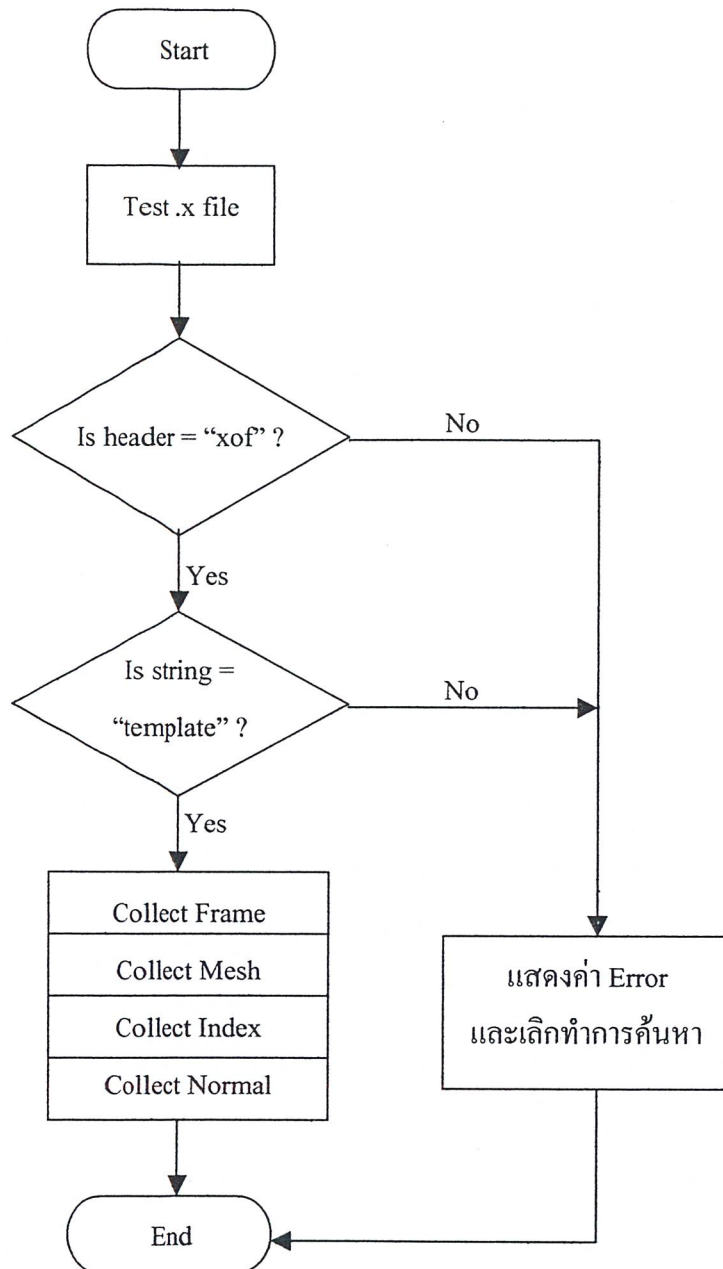 Start
Test .x file
Is header = “xof” ?
No
Yes
Is string =
“template” ?
No
Yes
Collect Frame
Collect Mesh
Collect Index
Collect Normal
แสดงค่า Error
และเลิกทำการค้นหา
End